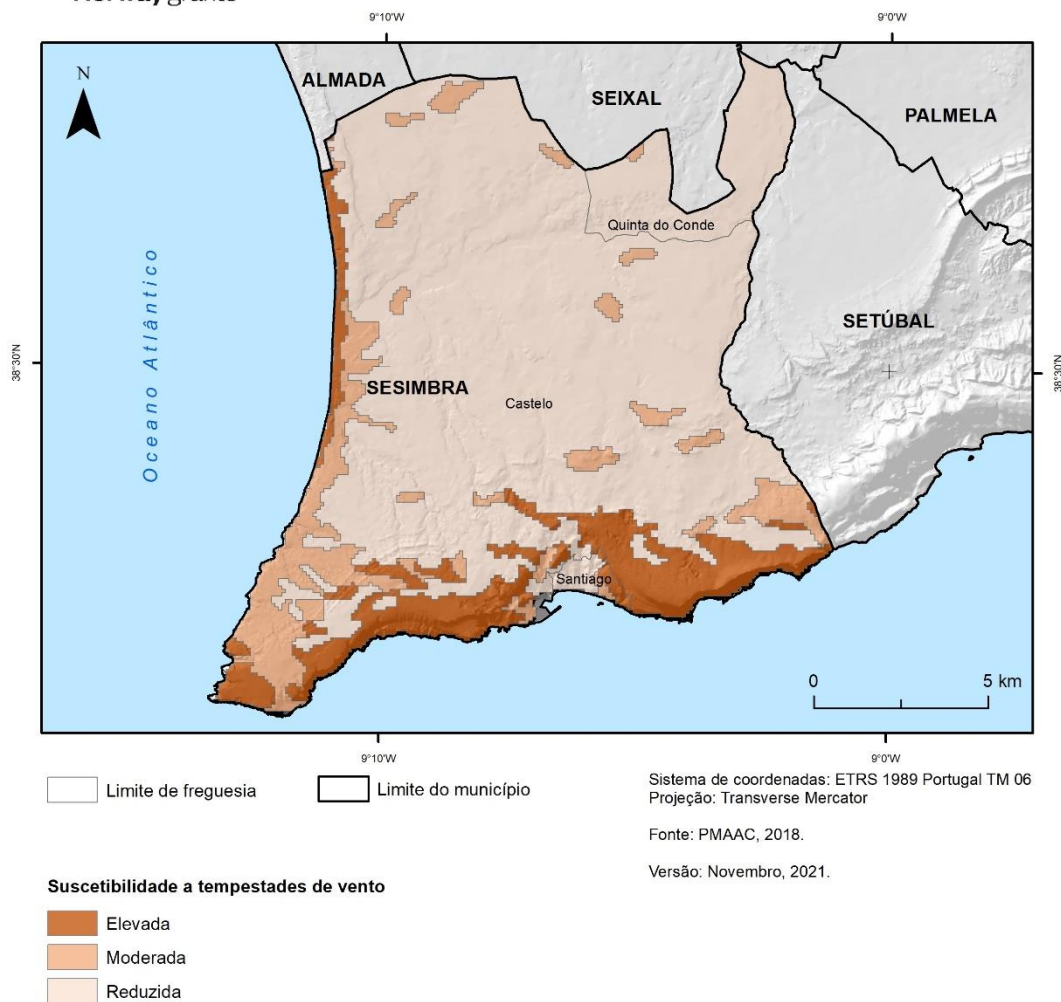 9°10'W 9°0'W
N
ALMADA
SEIXAL
PALMELA
Quinta do Conde
Oceano Atlântico
SETÚBAL
38°30'N 38°30'N
SESIMBRA
Castelo
Santiago
0 5 km
9°10'W 9°0'W
Limite de freguesia Limite do município
Sistema de coordenadas: ETRS 1989 Portugal TM 06
Projeção: Transverse Mercator
Fonte: PMAAC, 2018.
Versão: Novembro, 2021.
Suscetibilidade a tempestades de vento
Elevada
Moderada
Reduzida